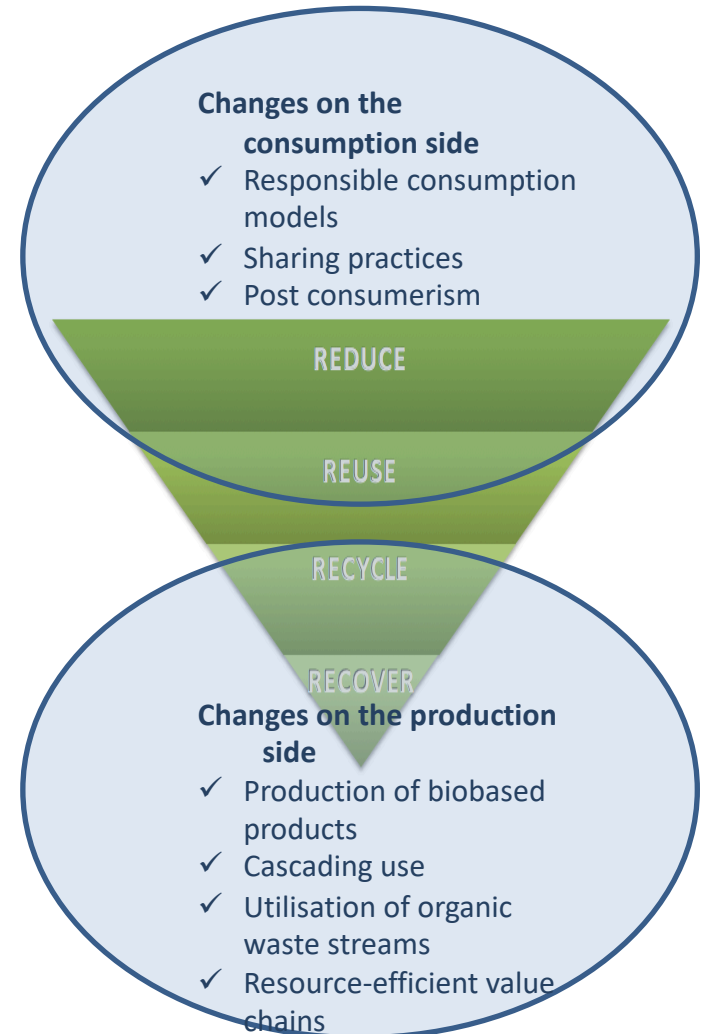 Changes on the
consumption side
✓ Responsible consumption
models
✓ Sharing practices
✓ Post consumerism
REDUCE
REUSE
RECYCLE
RECOVER
Changes on the production
side
✓ Production of biobased
products
✓ Cascading use
✓ Utilisation of organic
waste streams
✓ Resource-efficient value
chains